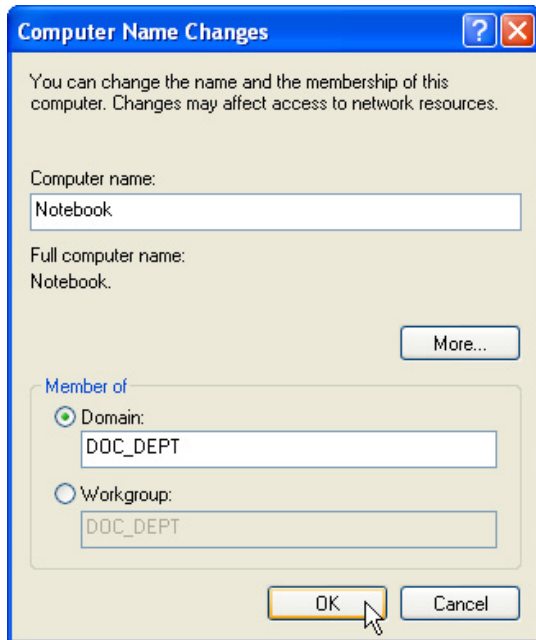 Computer Name Changes
You can change the name and the membership of this
computer. Changes may affect access to network resources.
Computer name:
Notebook
Full computer name:
Notebook.
More...
Member of
Domain:
DOC_DEPT
Workgroup:
DOC_DEPT
OK Cancel